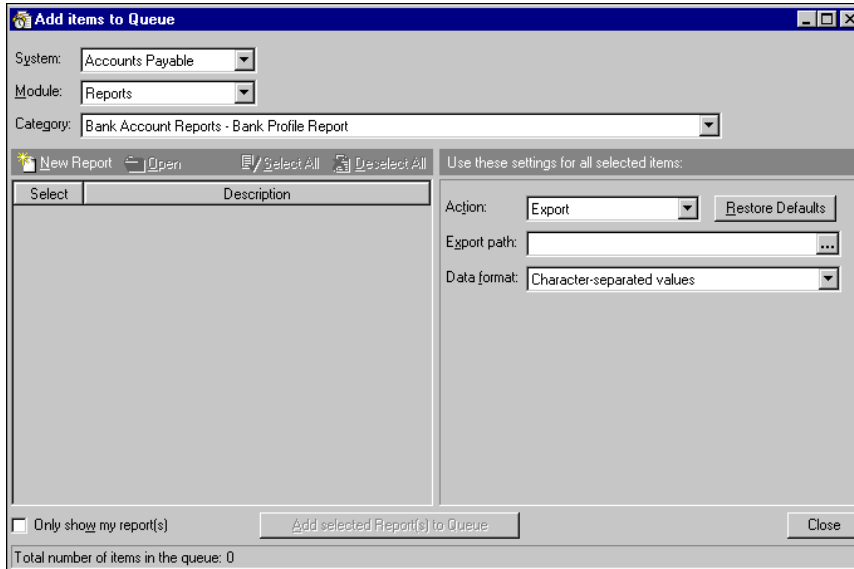 Add items to Queue
System: Accounts Payable
Module: Reports
Category: Bank Account Reports - Bank Profile Report
New Report Open Select All Deselect All Use these settings for all selected items:
Select Description
Action: Export Restore Defaults
Export path: ...
Data format: Character-separated values
Only show my report(s) Add selected Report(s) to Queue Close
Total number of items in the queue: 0